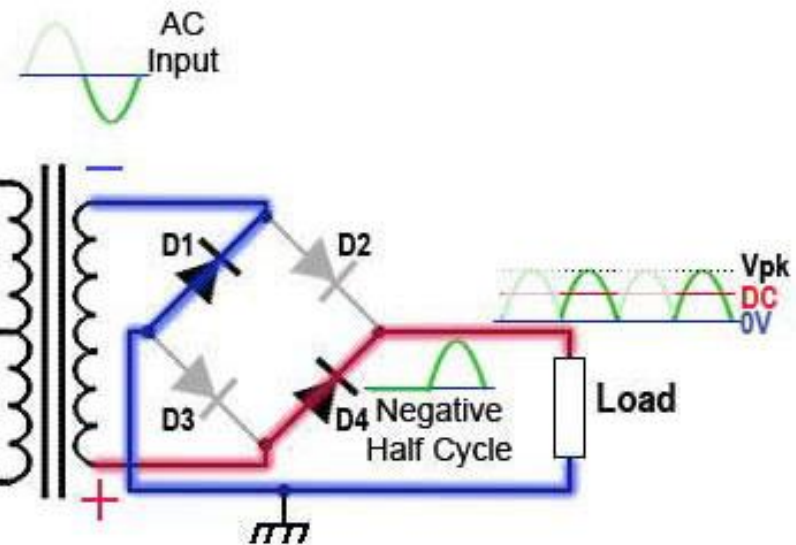 AC
Input
−
D1
D2
Vpk
DC
0V
D3
D4
Negative
Half Cycle
Load
+